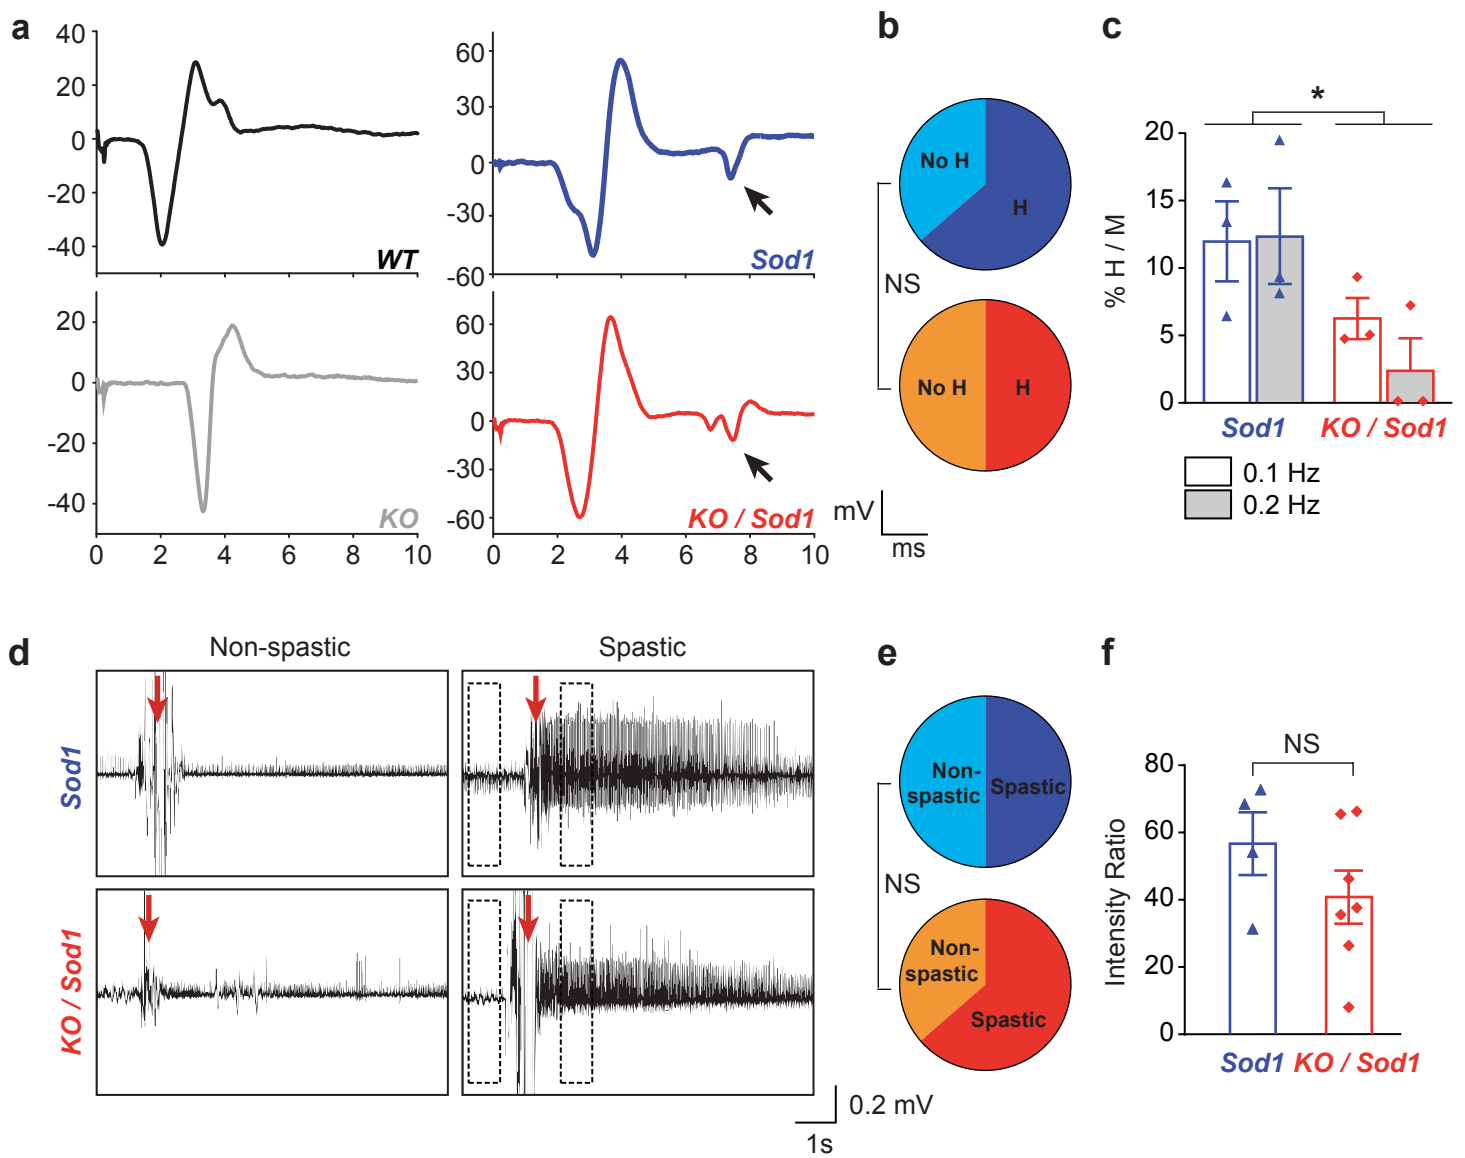 a
40
20
0
-20
-40
WT
60
30
0
-30
-60
Sod1
20
0
-20
-40
KO
0 2 4 6 8 10
60
30
0
-30
-60
KO / Sod1
0 2 4 6 8 10
mV
ms
b
No H
H
NS
No H
H
c
*
% H / M
20
15
10
5
0
Sod1
KO / Sod1
0.1 Hz
0.2 Hz
d
Non-spastic
Spastic
Sod1
KO / Sod1
0.2 mV
1s
e
Non-
spastic
Spastic
NS
Non-
spastic
Spastic
f
NS
Intensity Ratio
80
60
40
20
0
Sod1
KO / Sod1